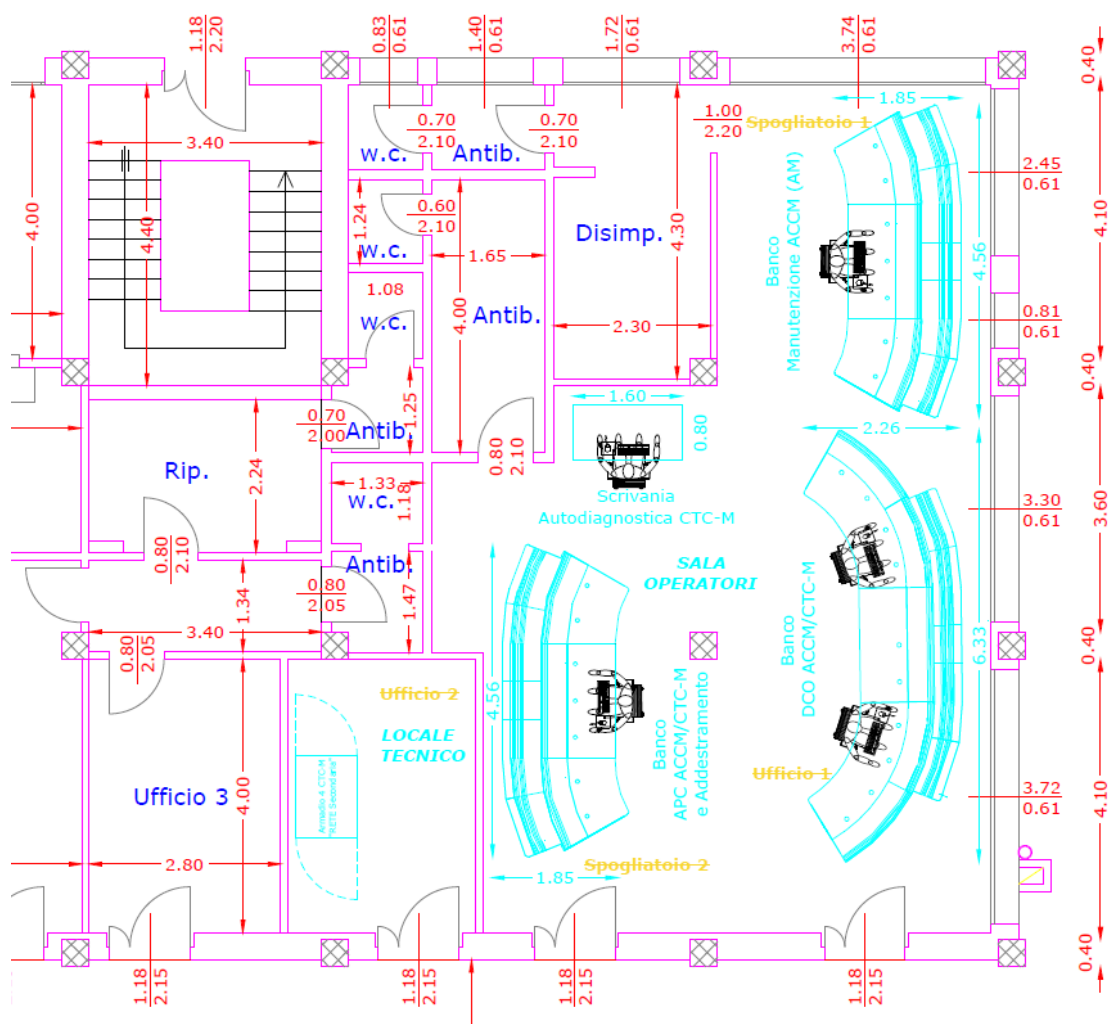 1.18
2.20
0.83
0.61
1.40
0.61
1.72
0.61
3.74
0.61
0.40
1.85
1.00
2.20
Spogliatoio 1
0.70
2.10
0.70
2.10
3.40
w.c.
Antib.
2.45
0.61
4.00
4.40
1.24
0.60
2.10
Disimp.
4.30
Banco
Manutenzione ACCM (AM)
4.56
4.10
w.c.
1.65
1.08
w.c.
4.00
Antib.
2.30
0.81
0.61
0.40
1.25
1.60
0.80
2.26
0.70
2.00
Antib.
0.80
2.10
Rip.
2.24
1.33
w.c.
1.18
Scrivania
Autodiagnostica CTC-M
3.30
0.61
3.60
0.80
2.10
Antib.
SALA
OPERATORI
0.80
2.05
1.34
1.47
3.40
0.80
2.05
Banco
DCO ACCM/CTC-M
6.33
0.40
Ufficio 2
LOCALE
TECNICO
4.56
Banco
APC ACCM/CTC-M
e Addestramento
Ufficio 3
4.00
Armadio 4 CTC-M
"RETE Secondaria"
Ufficio 1
3.72
0.61
4.10
2.80
Spogliatoio 2
1.85
0.40
1.18
2.15
1.18
2.15
1.18
2.15
1.18
2.15